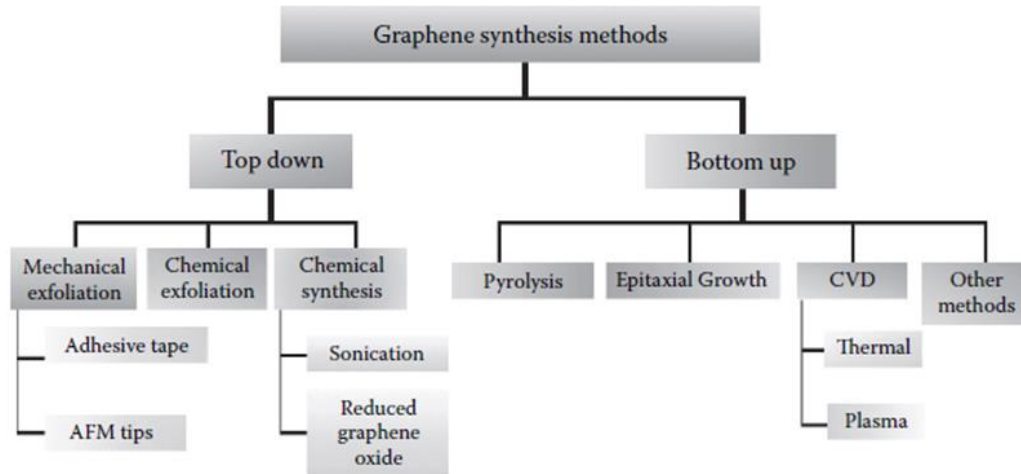 Graphene synthesis methods
Top down
Bottom up
Mechanical
exfoliation
Chemical
exfoliation
Chemical
synthesis
Pyrolysis
Epitaxial Growth
CVD
Other
methods
Adhesive tape
AFM tips
Sonication
Reduced
graphene
oxide
Thermal
Plasma